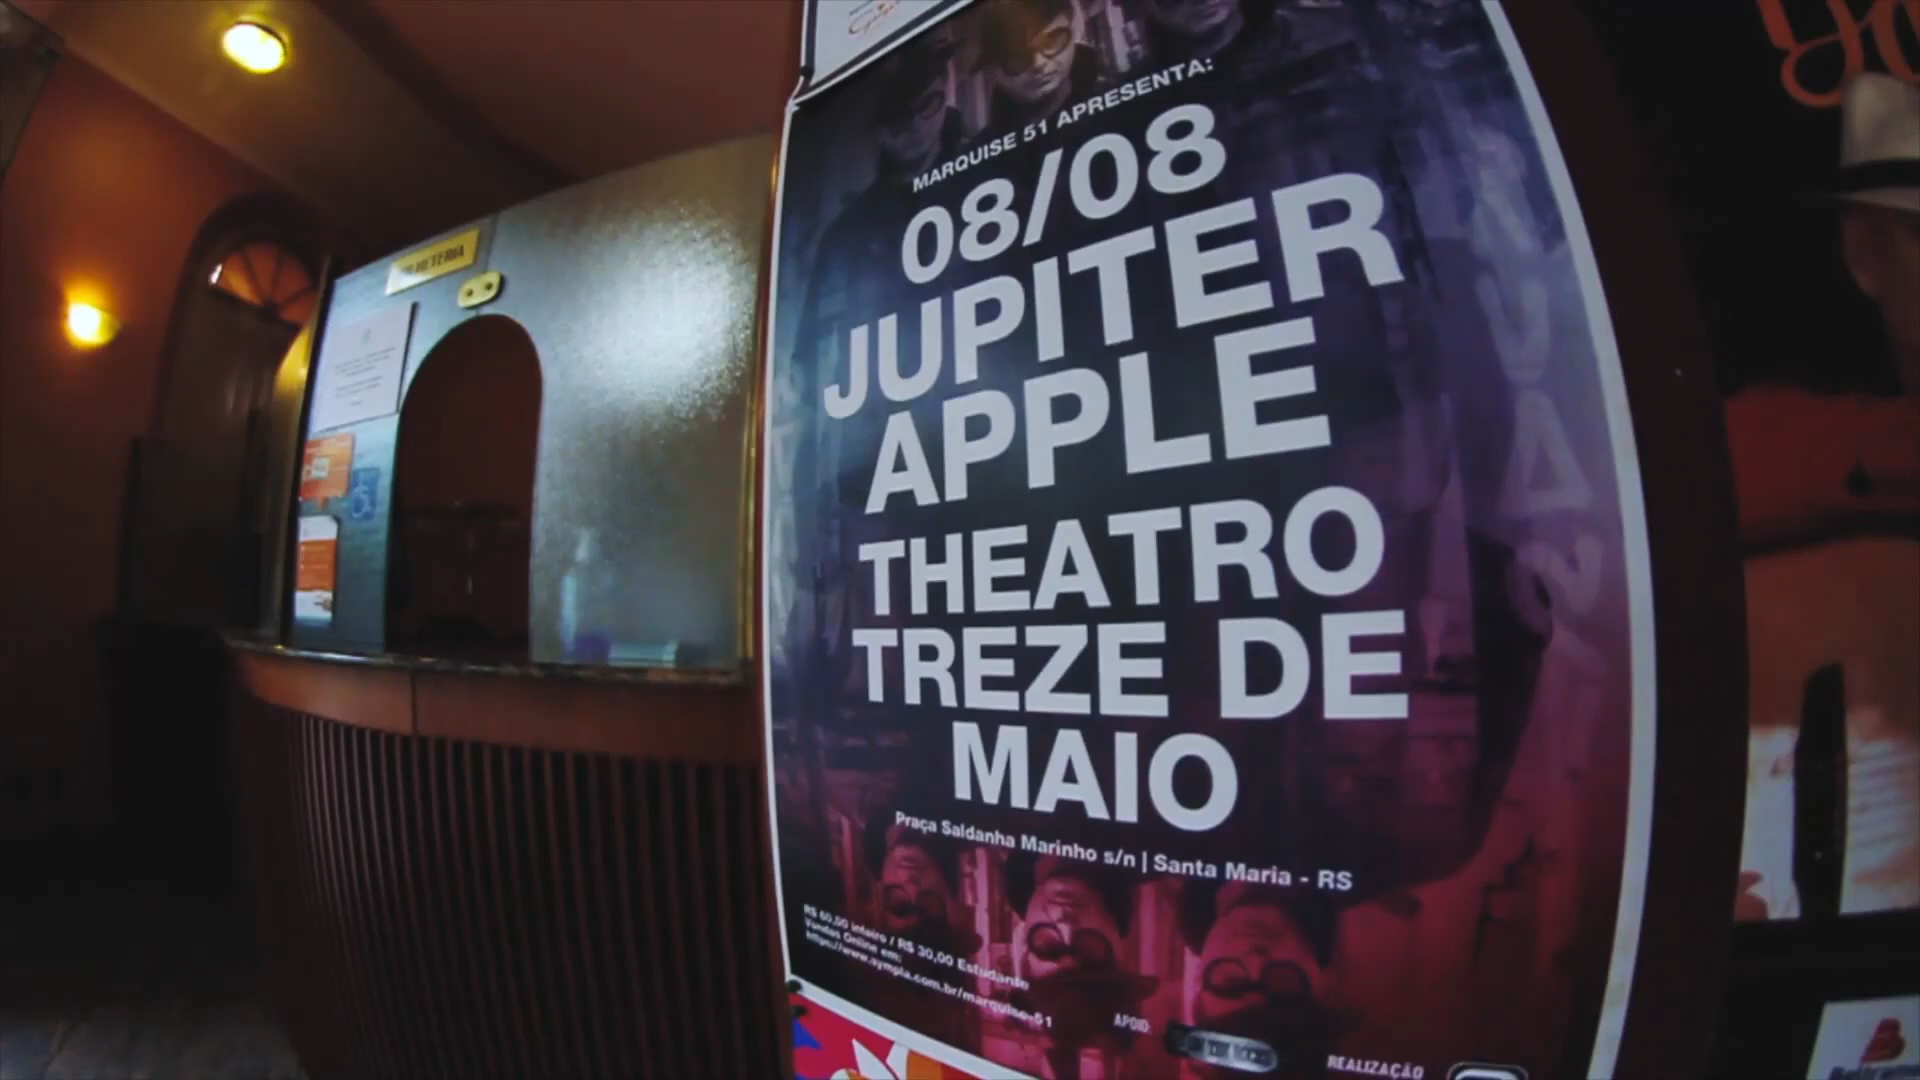 BILHETERIA
MARQUISE 51 APRESENTA:
08/08
JUPITER
APPLE
THEATRO
TREZE DE
MAIO
Praça Saldanha Marinho s/n | Santa Maria - RS
R$ 60,00 inteiro / R$ 30,00 Estudante
Vendas Online em:
https://www.sympla.com.br/marquise-51
APOIO:
REALIZAÇÃO